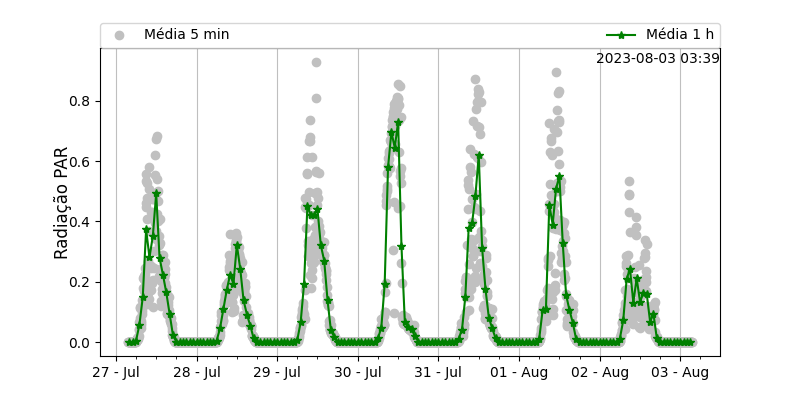 Média 5 min
Média 1 h
2023-08-03 03:39
Radiação PAR
0.8
0.6
0.4
0.2
0.0
27 - Jul
28 - Jul
29 - Jul
30 - Jul
31 - Jul
01 - Aug
02 - Aug
03 - Aug